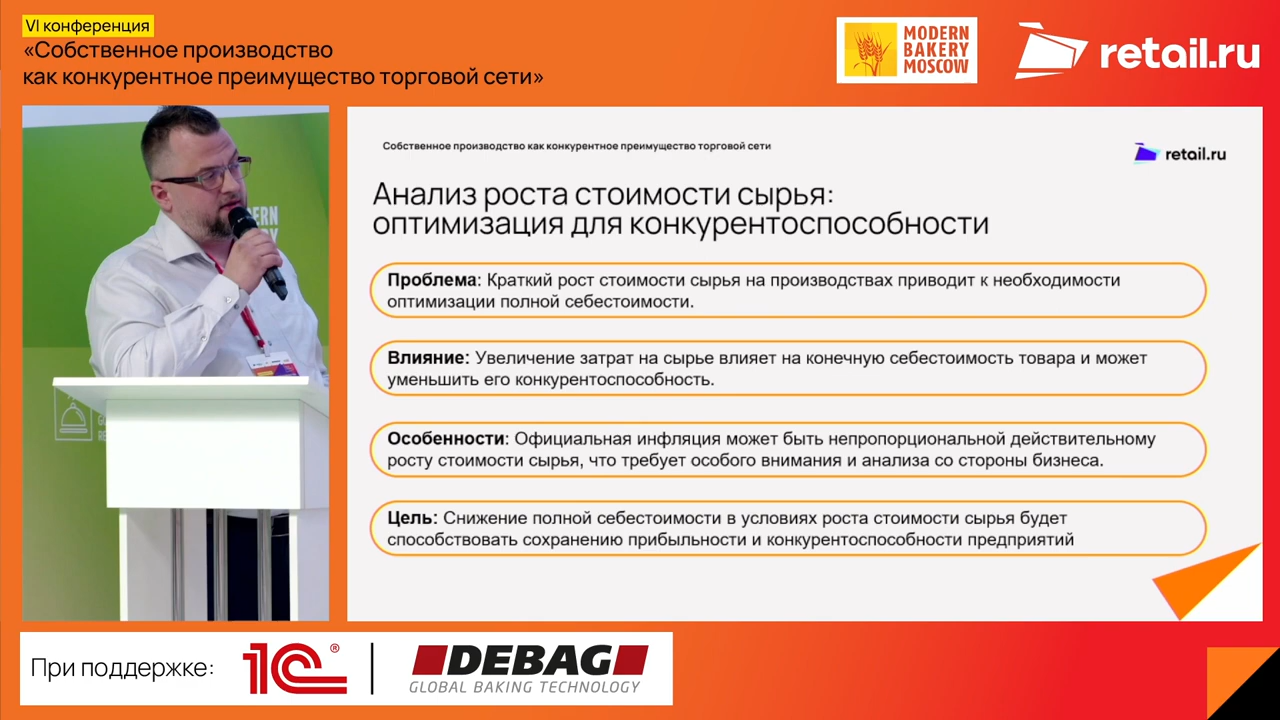 VI конференция
«Собственное производство
как конкурентное преимущество торговой сети»
MODERN
BAKERY
MOSCOW
retail.ru
Собственное производство как конкурентное преимущество торговой сети
retail.ru
Анализ роста стоимости сырья:
оптимизация для конкурентоспособности
Проблема: Краткий рост стоимости сырья на производствах приводит к необходимости
оптимизации полной себестоимости.
Влияние: Увеличение затрат на сырье влияет на конечную себестоимость товара и может
уменьшить его конкурентоспособность.
Особенности: Официальная инфляция может быть непропорциональной действительному
росту стоимости сырья, что требует особого внимания и анализа со стороны бизнеса.
Цель: Снижение полной себестоимости в условиях роста стоимости сырья будет
способствовать сохранению прибыльности и конкурентоспособности предприятий
При поддержке:
1С®
DEBAG
GLOBAL BAKING TECHNOLOGY